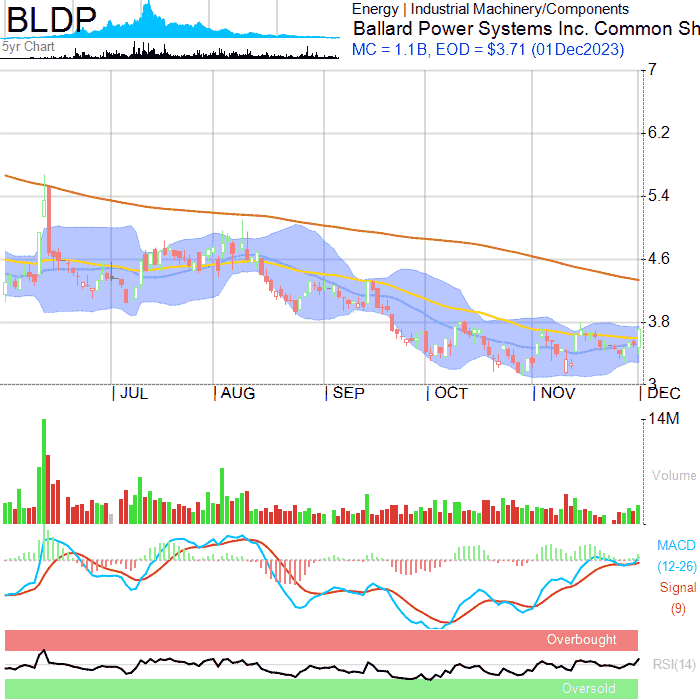 BLDP
5yr Chart
Energy | Industrial Machinery/Components
Ballard Power Systems Inc. Common Sh
MC = 1.1B, EOD = $3.71 (01Dec2023)
7
6.2
5.4
4.6
3.8
3
| JUL | AUG | SEP | OCT | NOV | DEC
14M
Volume
MACD
(12-26)
Signal
(9)
Overbought
RSI(14)
Oversold